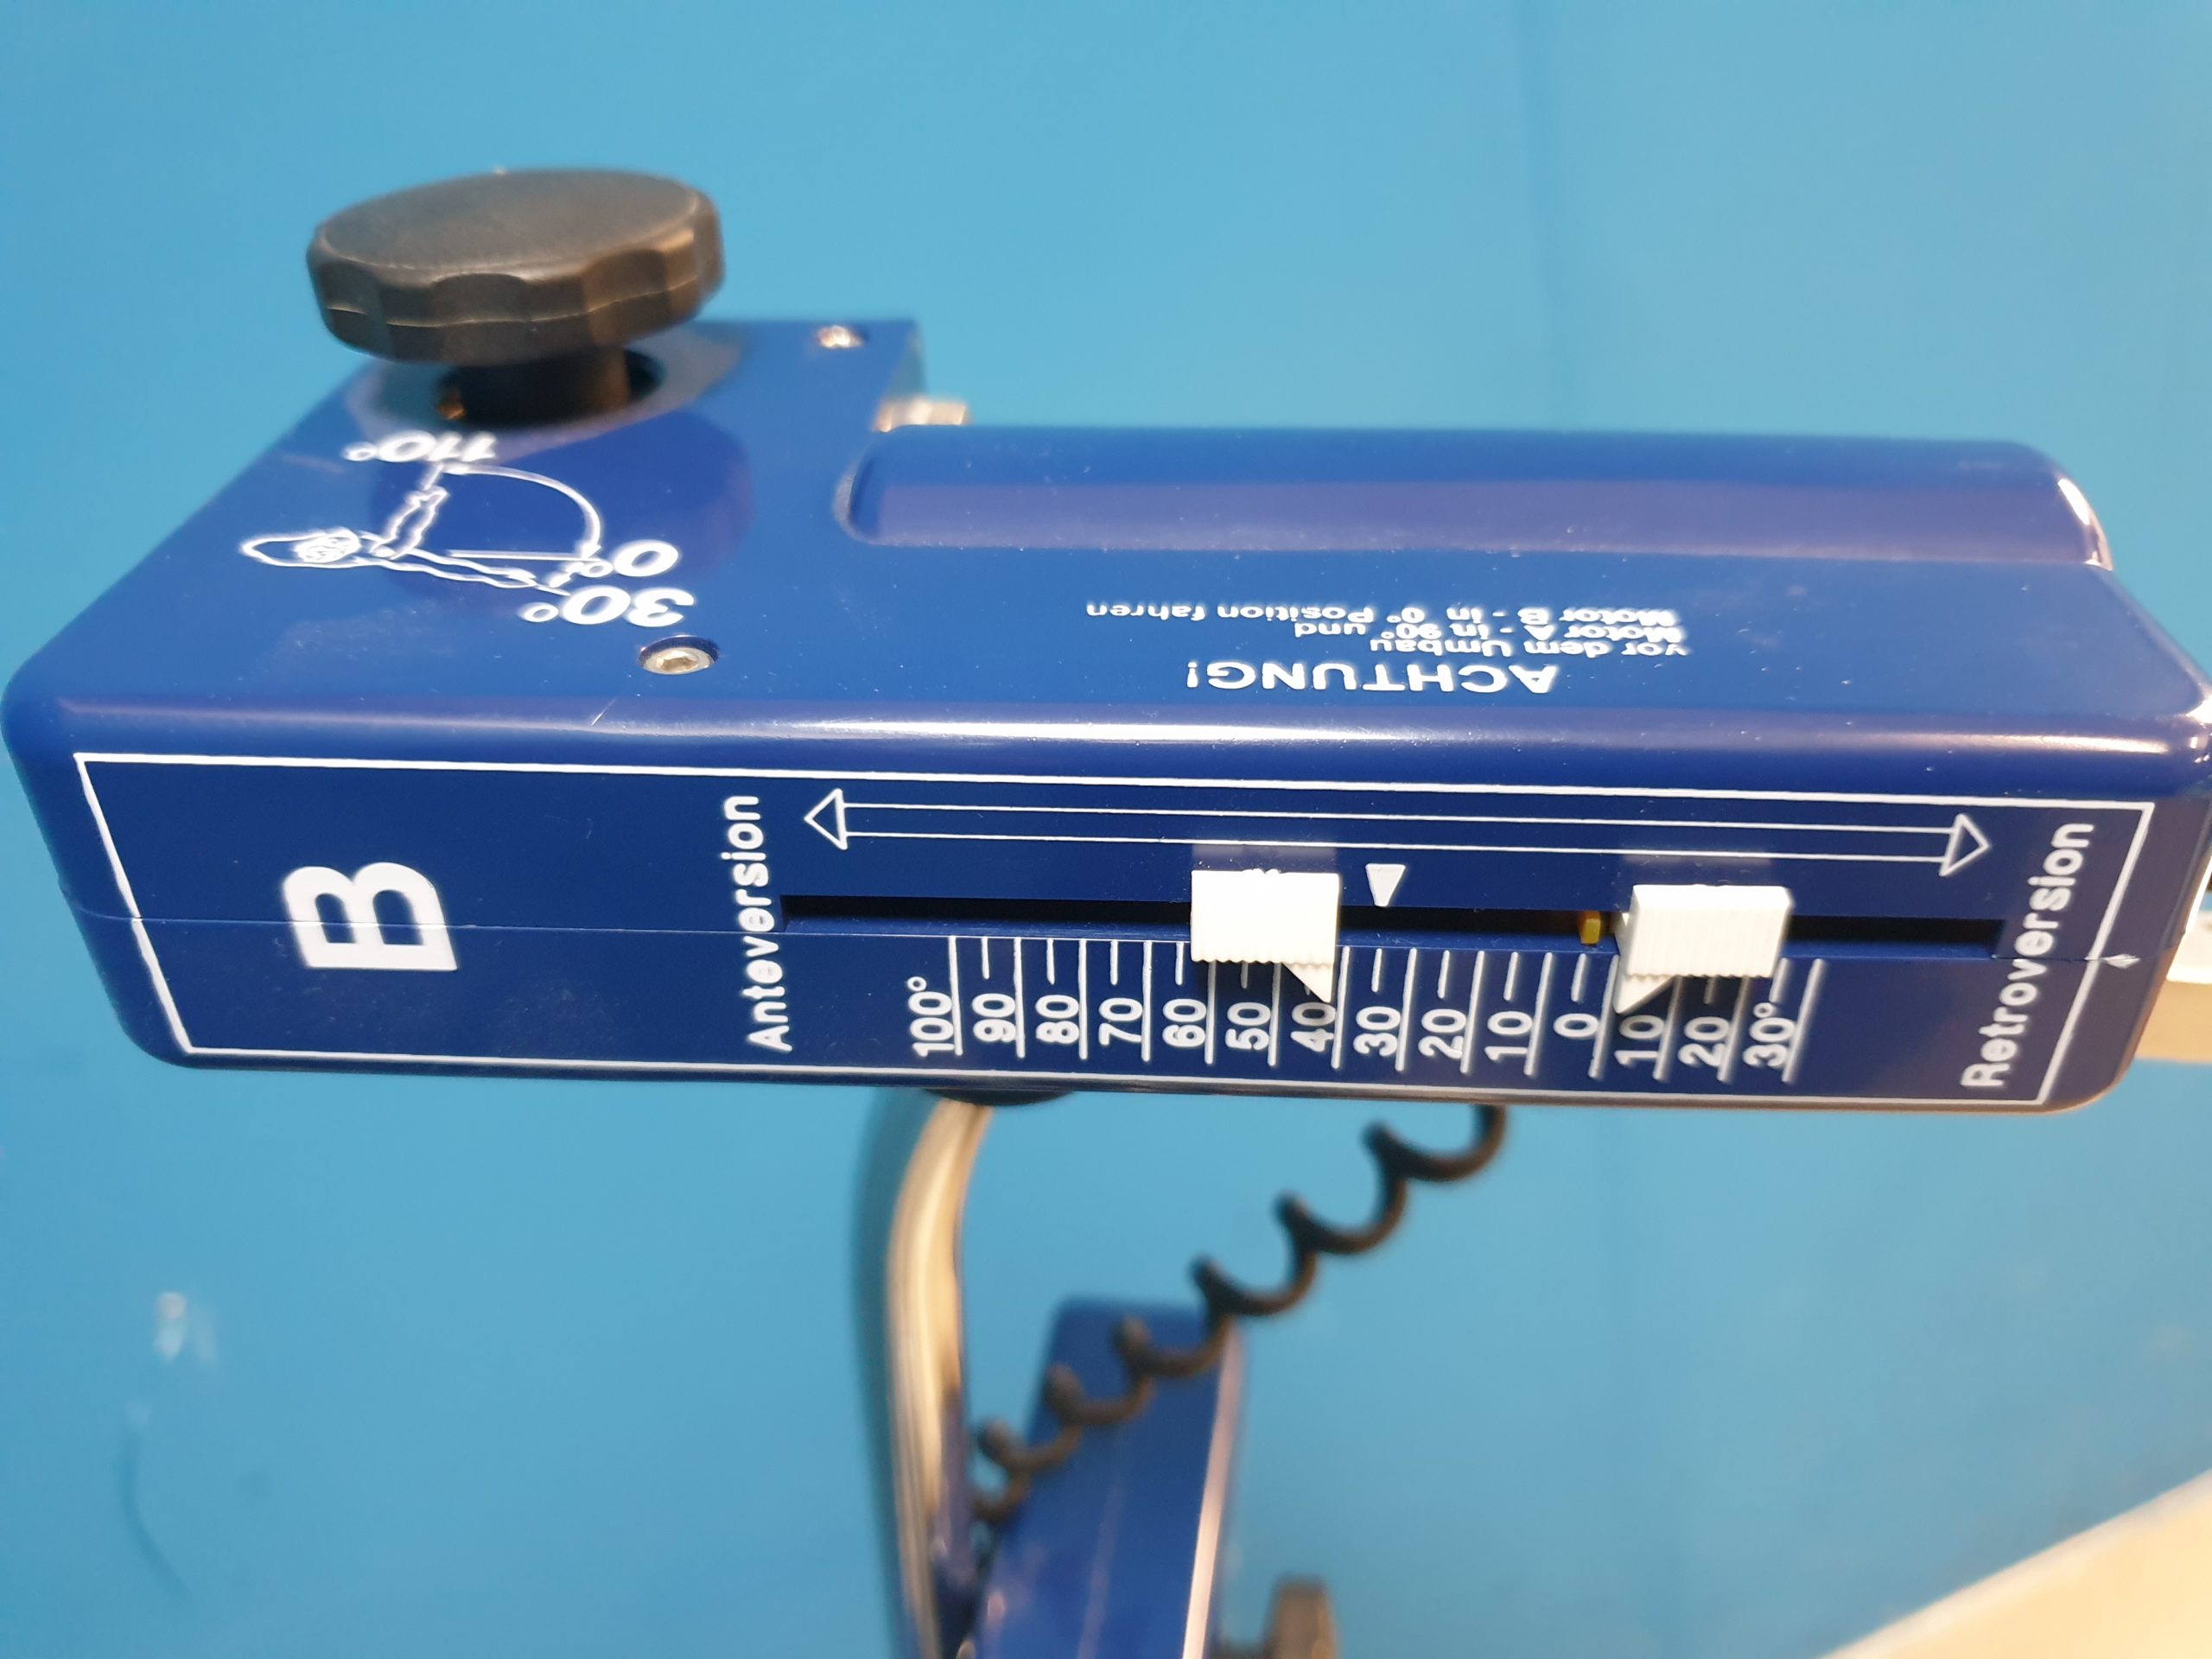 110°
0°
30°
ACHTUNG!
vor dem Umbau
Motor A - in 90° und
Motor B - in 0° Position fahren
B
Anteversion
100°
90
80
70
60
50
40
30
20
10
0
10
20
30°
Retroversion